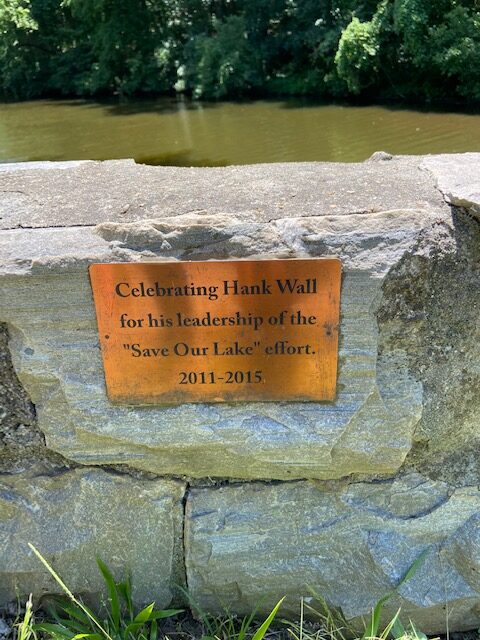 Celebrating Hank Wall
for his leadership of the
"Save Our Lake" effort.
2011-2015